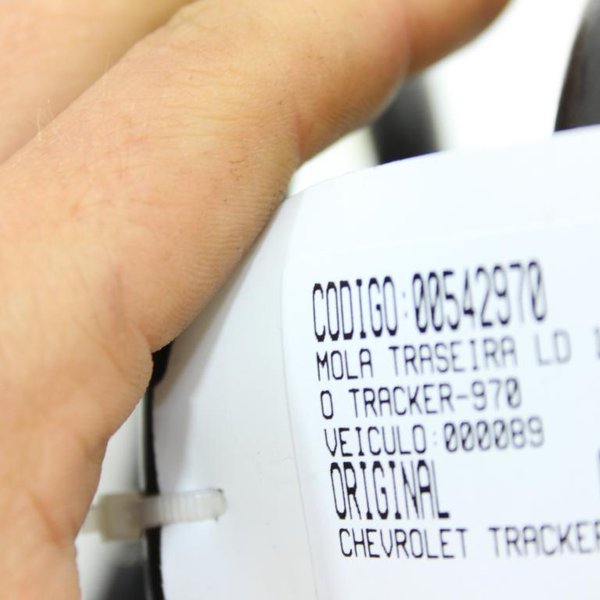 CODIGO:00542970
MOLA TRASEIRA LD
O TRACKER-970
VEICULO:000089
ORIGINAL
CHEVROLET TRACKER